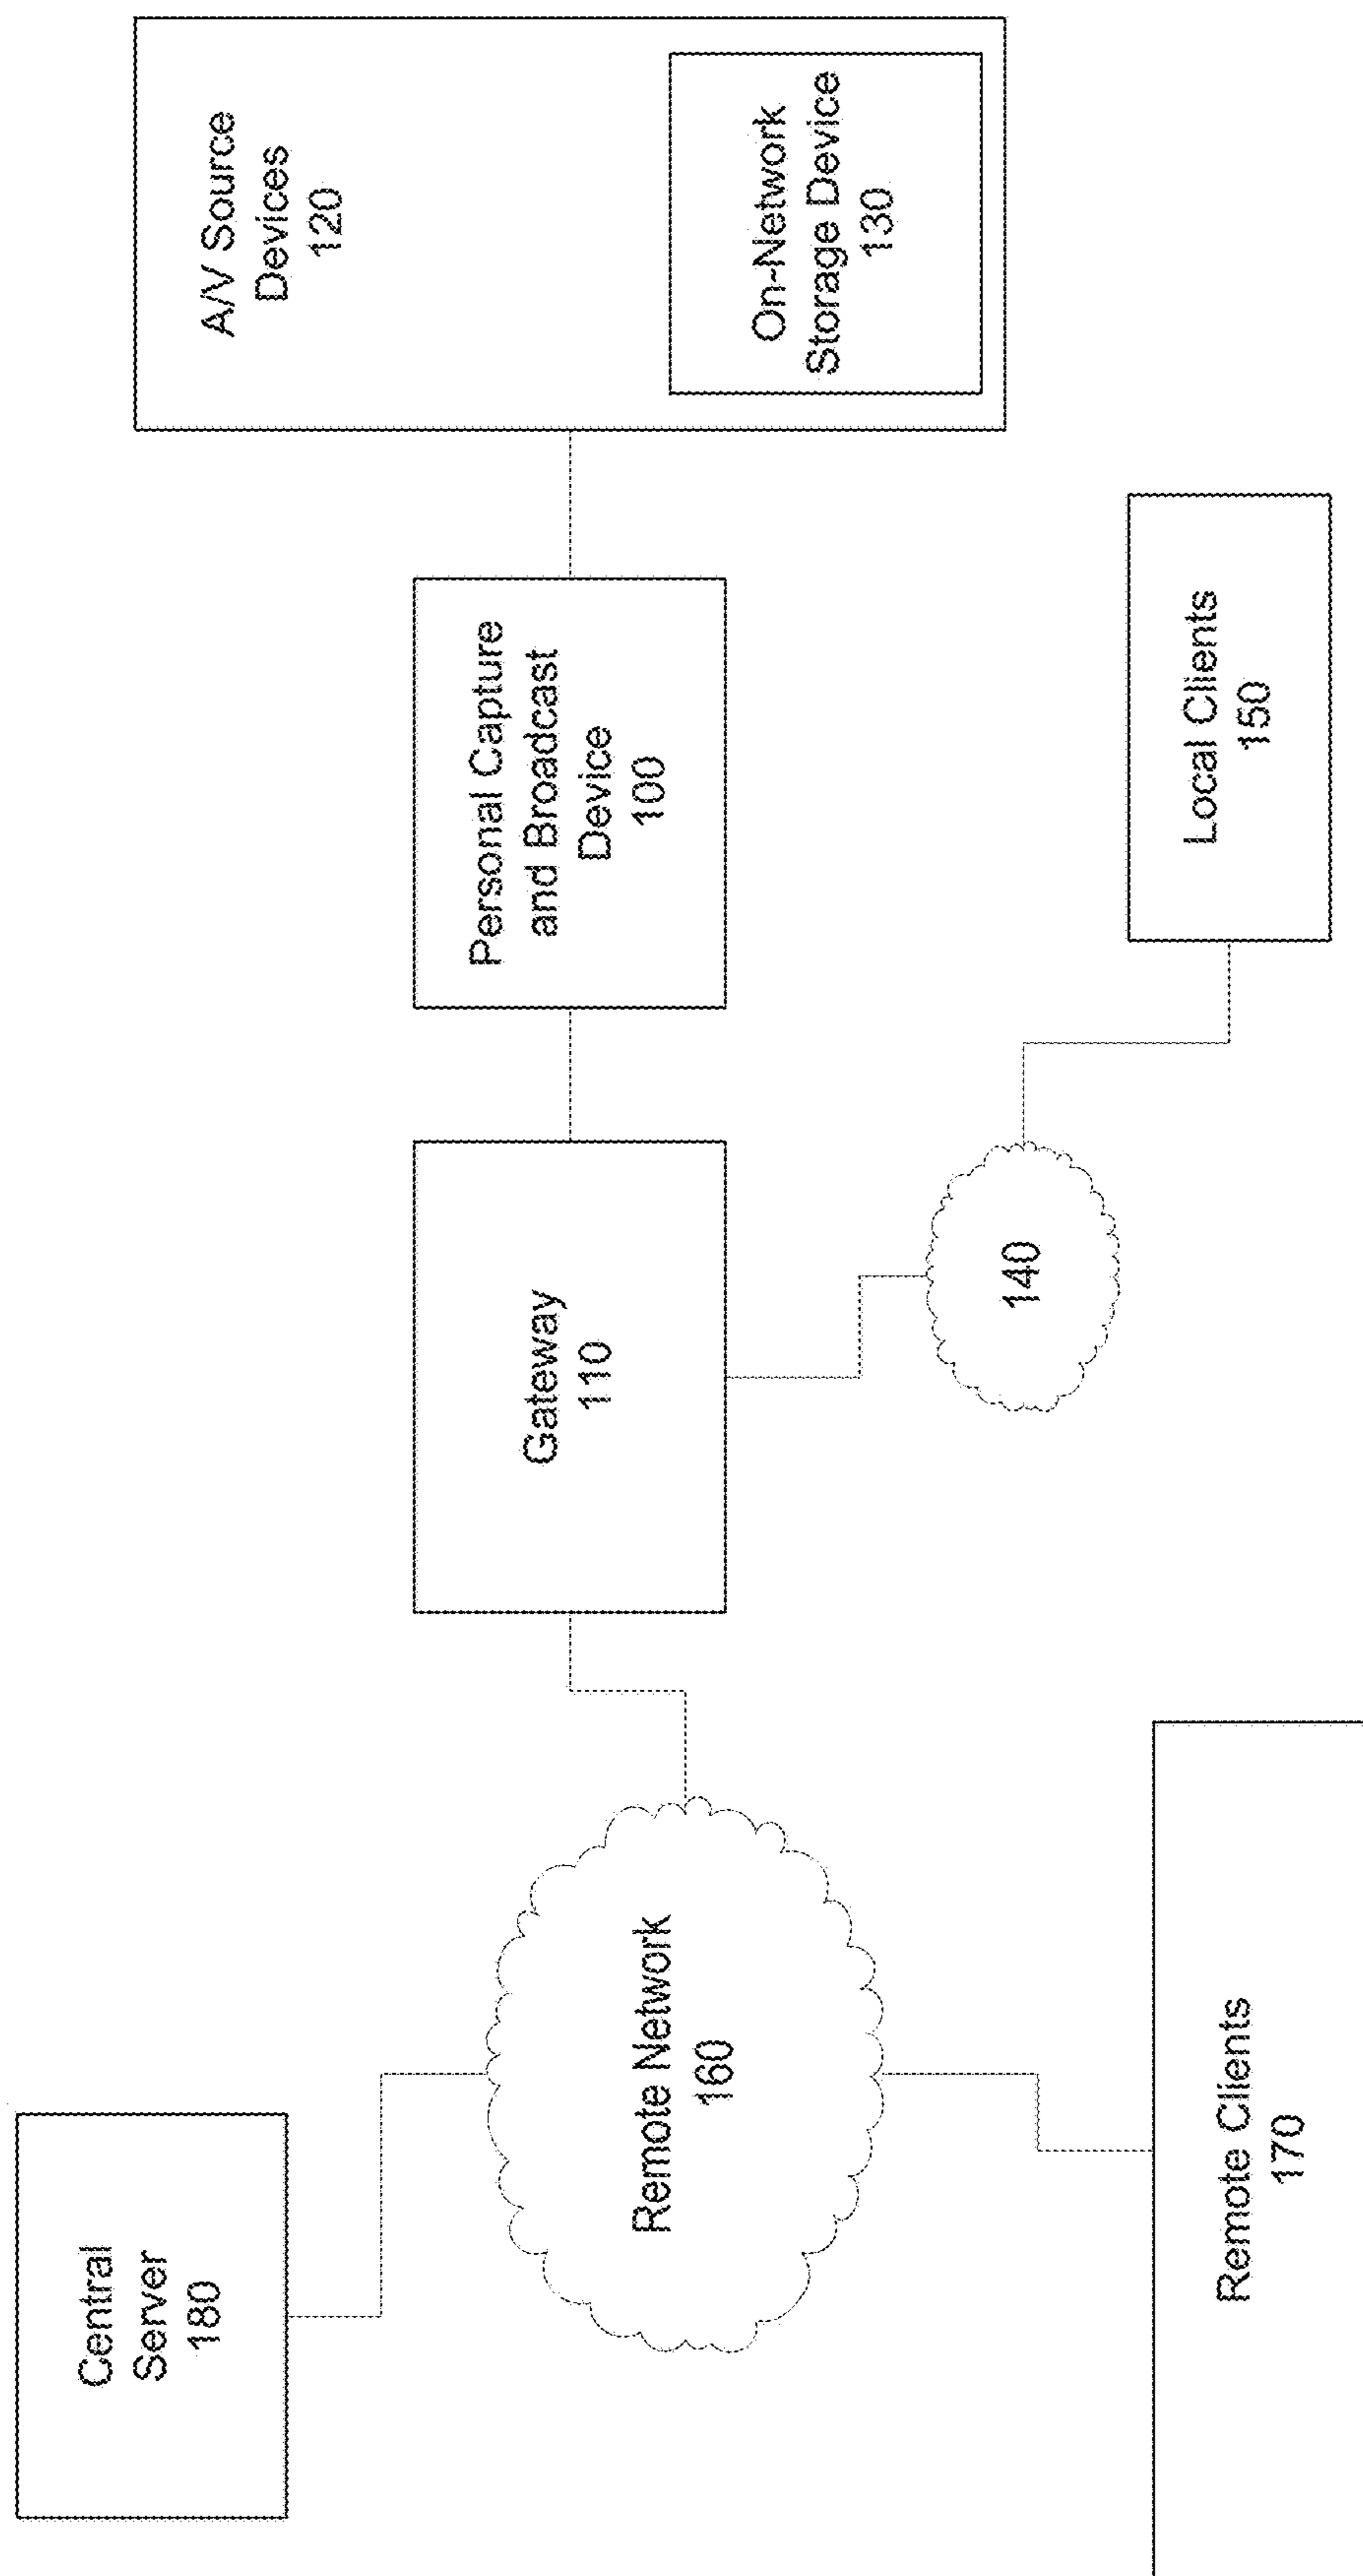 Central
Server
180
Remote Network
160
Remote Clients
170
Gateway
110
140
Personal Capture
and Broadcast
Device
100
Local Clients
150
A/V Source
Devices
120
On-Network
Storage Device
130